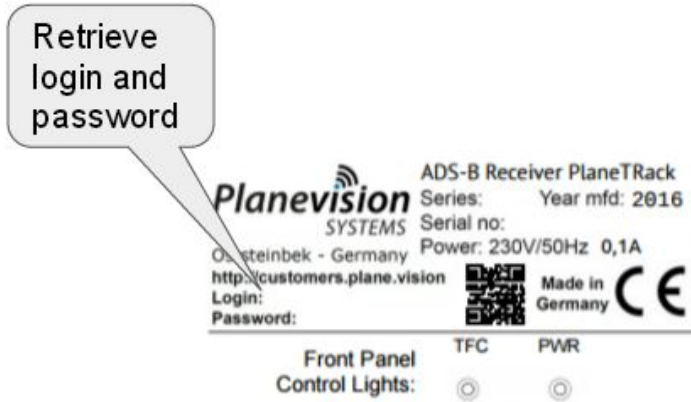 Retrieve
login and
password
Planevision
SYSTEMS
Oststeinbek - Germany
http://customers.plane.vision
Login:
Password:
ADS-B Receiver PlaneTRack
Series: Year mfd: 2016
Serial no:
Power: 230V/50Hz 0,1A
Made in
Germany
CE
TFC PWR
Front Panel
Control Lights: